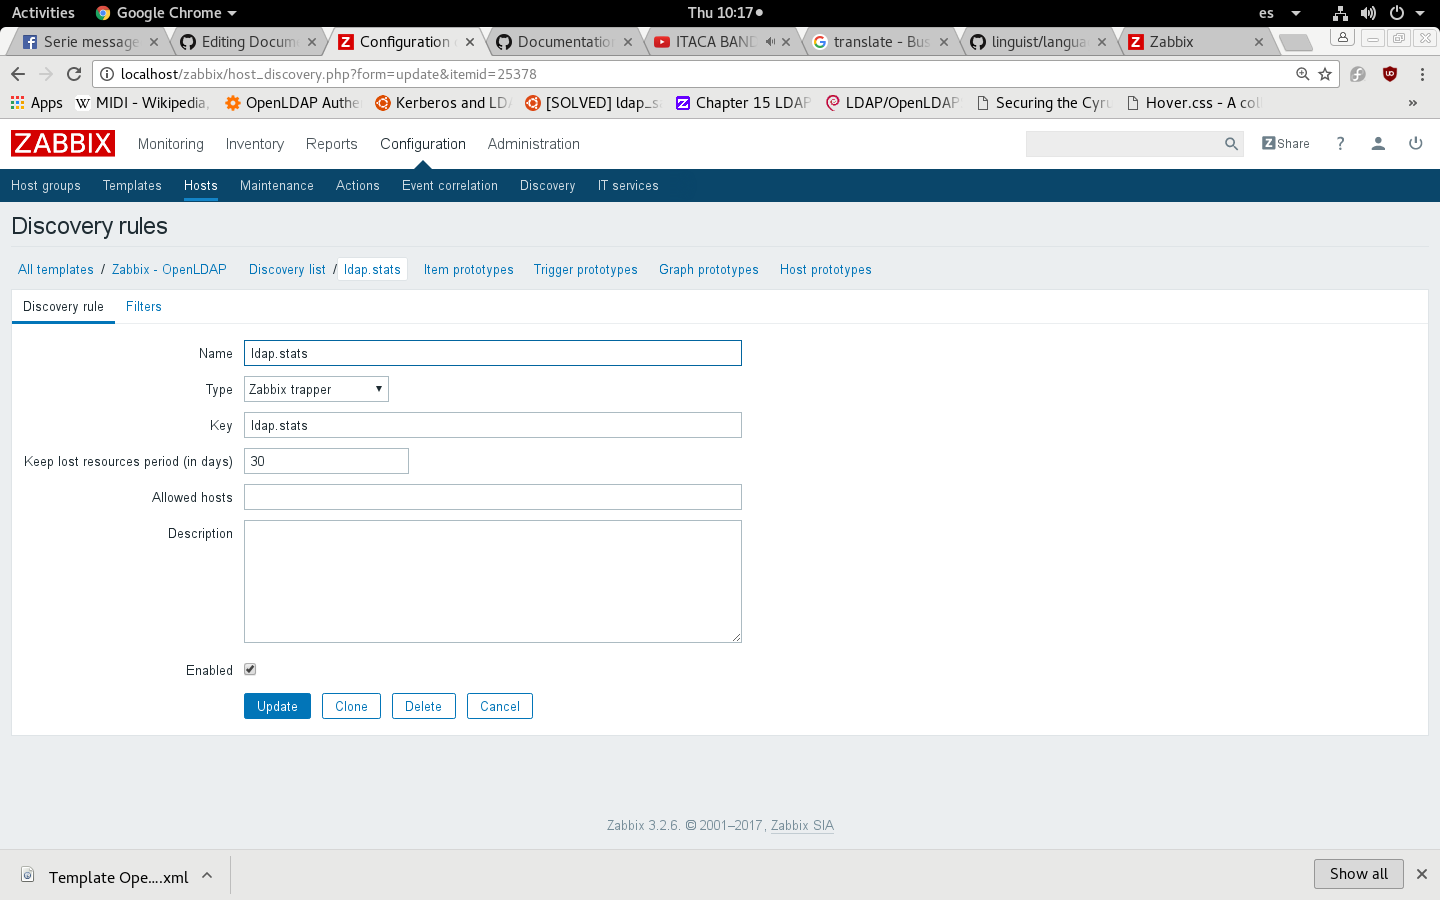 Activities Google Chrome Thu 10:17 es
Serie message Editing Docum Configuration Documentatio ITACA BAND translate - Bus linguist/langua Zabbix
localhost/zabbix/host_discovery.php?form=update&itemid=25378
Apps MIDI - Wikipedia, OpenLDAP Authe Kerberos and LDA [SOLVED] ldap_sa Chapter 15 LDAP LDAP/OpenLDAP Securing the Cyru Hover.css - A coll »
ZABBIX Monitoring Inventory Reports Configuration Administration Z Share ?
Host groups Templates Hosts Maintenance Actions Event correlation Discovery IT services
Discovery rules
All templates / Zabbix - OpenLDAP Discovery list / ldap.stats Item prototypes Trigger prototypes Graph prototypes Host prototypes
Discovery rule Filters
Name ldap.stats
Type Zabbix trapper
Key ldap.stats
Keep lost resources period (in days) 30
Allowed hosts
Description
Enabled
Update Clone Delete Cancel
Zabbix 3.2.6. © 2001–2017, Zabbix SIA
Template Ope....xml Show all